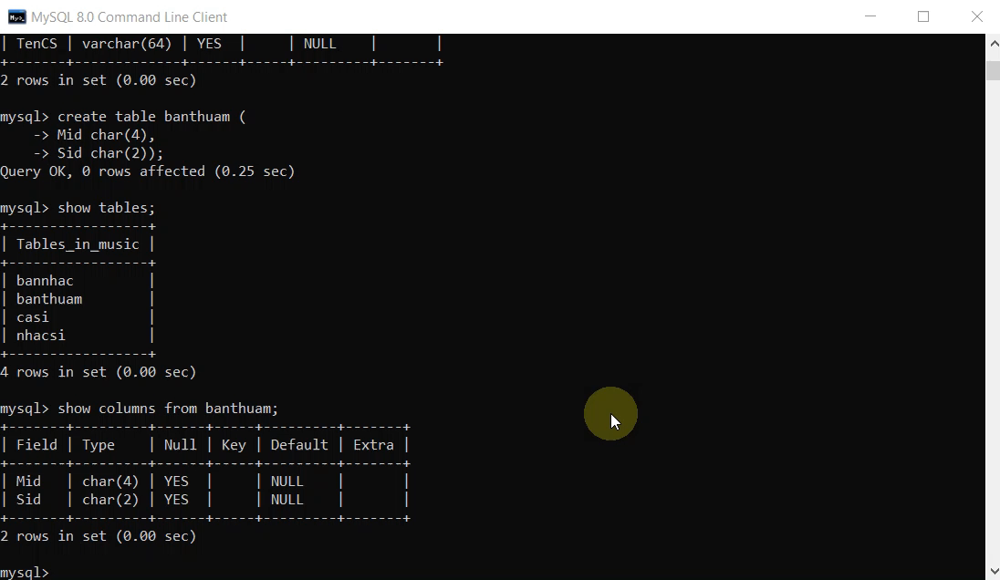 MySQL 8.0 Command Line Client
| TenCS | varchar(64) | YES  |     | NULL    |       |
+-------+-------------+------+-----+---------+-------+
2 rows in set (0.00 sec)
mysql> create table banthuam (
    -> Mid char(4),
    -> Sid char(2));
Query OK, 0 rows affected (0.25 sec)
mysql> show tables;
+-----------------+
| Tables_in_music |
+-----------------+
| bannhac         |
| banthuam        |
| casi            |
| nhacsi          |
+-----------------+
4 rows in set (0.00 sec)
mysql> show columns from banthuam;
+-------+---------+------+-----+---------+-------+
| Field | Type    | Null | Key | Default | Extra |
+-------+---------+------+-----+---------+-------+
| Mid   | char(4) | YES  |     | NULL    |       |
| Sid   | char(2) | YES  |     | NULL    |       |
+-------+---------+------+-----+---------+-------+
2 rows in set (0.00 sec)
mysql>